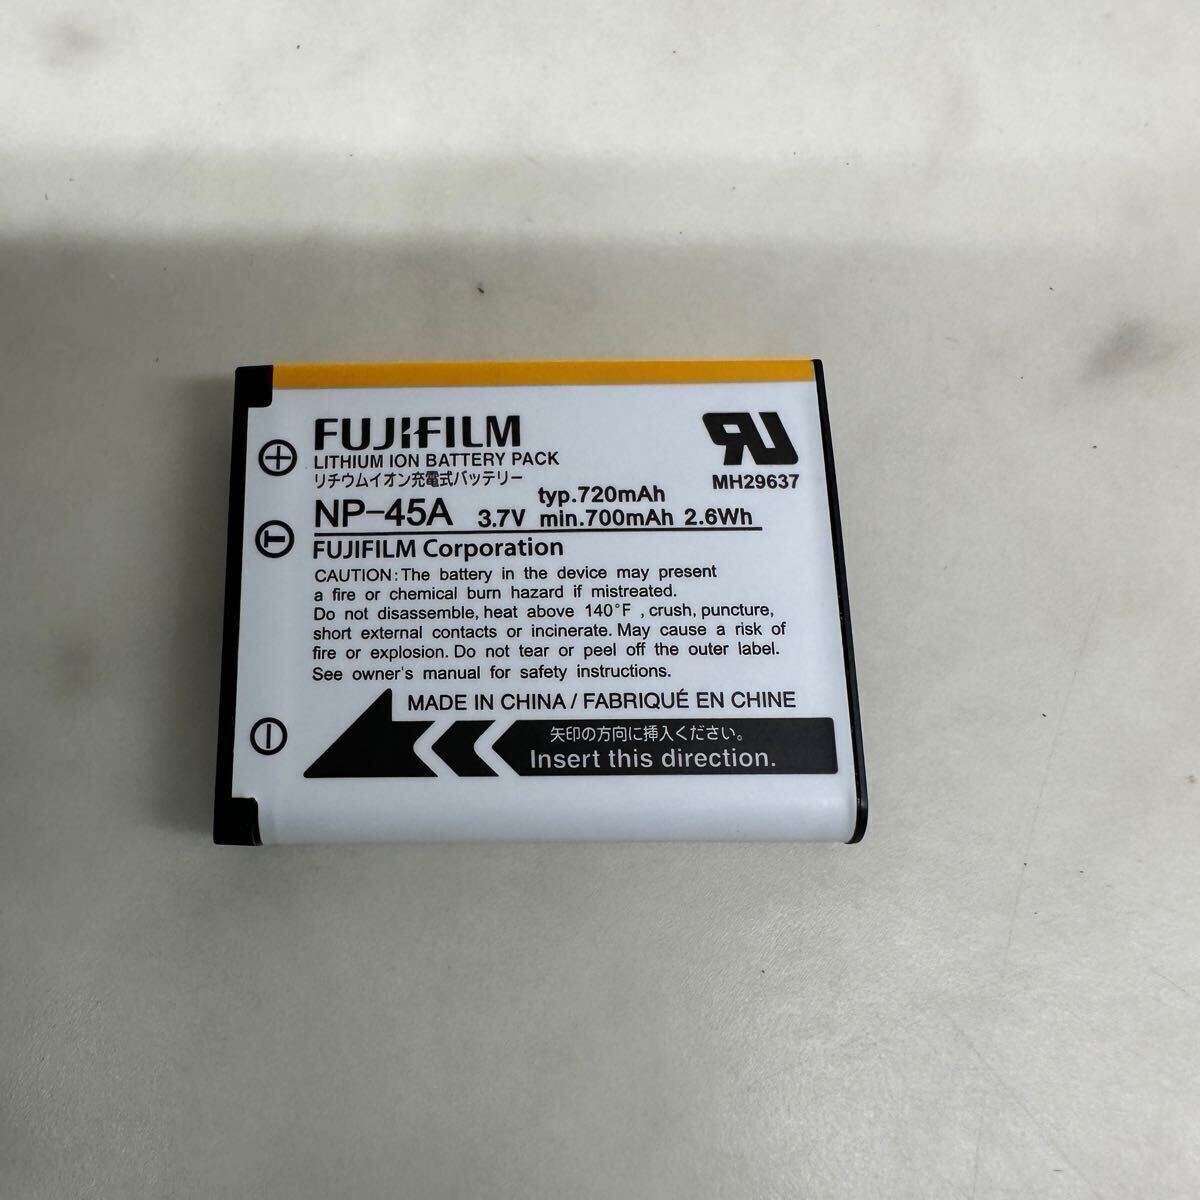 FUJIFILM
LITHIUM ION BATTERY PACK
リチウムイオン充電式バッテリー
MH29637
NP-45A 3.7V typ.720mAh
min.700mAh 2.6Wh
FUJIFILM Corporation
CAUTION: The battery in the device may present
a fire or chemical burn hazard if mistreated.
Do not disassemble, heat above 140°F , crush, puncture,
short external contacts or incinerate. May cause a risk of
fire or explosion. Do not tear or peel off the outer label.
See owner's manual for safety instructions.
MADE IN CHINA / FABRIQUÉ EN CHINE
矢印の方向に挿入ください。
Insert this direction.
+
T
−